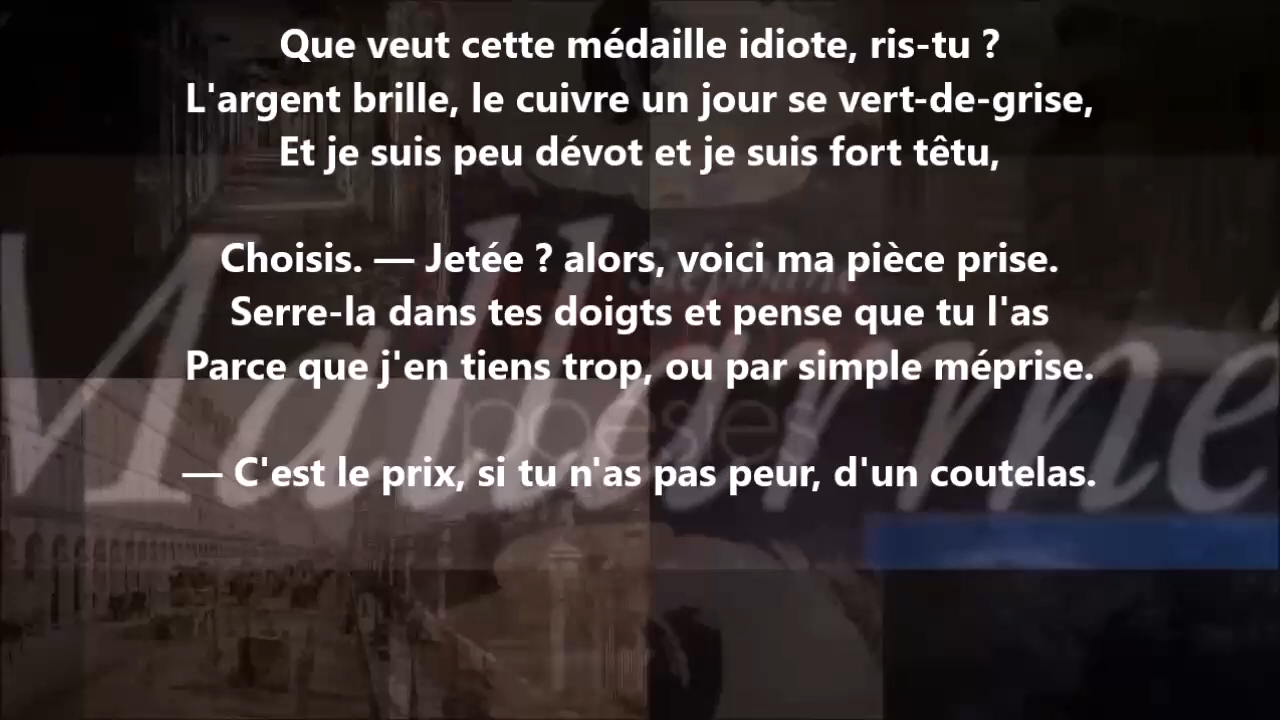 Que veut cette médaille idiote, ris-tu ?
L'argent brille, le cuivre un jour se vert-de-grise,
Et je suis peu dévot et je suis fort têtu,
Choisis. — Jetée ? alors, voici ma pièce prise.
Stéphane
Serre-la dans tes doigts et pense que tu l'as
Mallarmé
Parce que j'en tiens trop, ou par simple méprise.
poésies
— C'est le prix, si tu n'as pas peur, d'un coutelas.